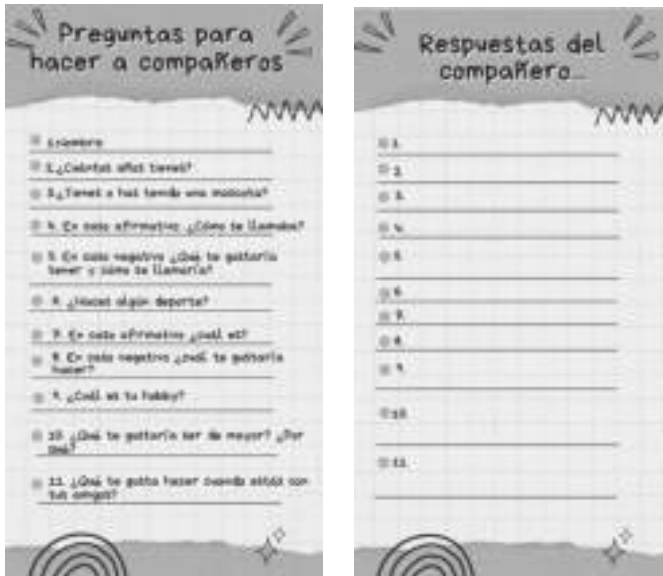 Preguntas para
hacer a compañeros
1.Nombre
2.¿Cuántos años tienes?
3.¿Tienes o has tenido una mascota?
4. En caso afirmativo ¿Cómo se llamaba?
5. En caso negativo ¿Qué te gustaría
tener y cómo se llamaría?
6. ¿Haces algún deporte?
7. En caso afirmativo ¿cuál es?
8. En caso negativo ¿cuál te gustaría
hacer?
9. ¿Cuál es tu hobby?
10. ¿Qué te gustaría ser de mayor? ¿Por
qué?
11. ¿Qué te gusta hacer cuando estás con
tus amigos?
Respuestas del
compañero...
1.
2.
3.
4.
5.
6.
7.
8.
9.
10.
11.